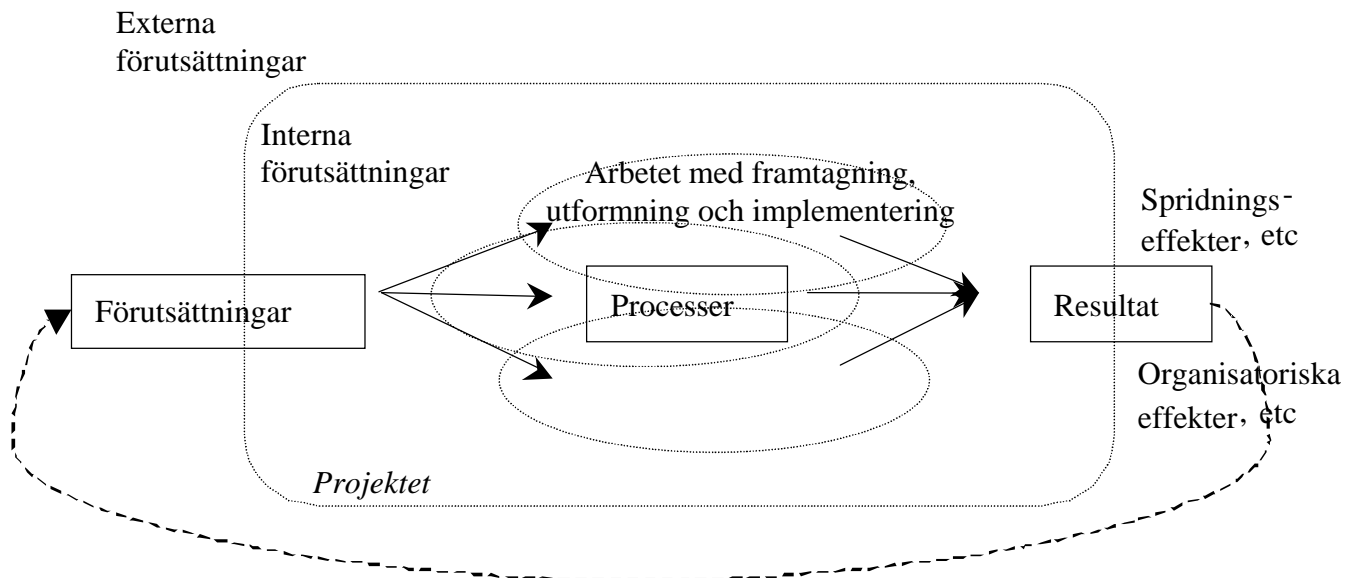 Externa
förutsättningar
Interna
förutsättningar
Arbetet med framtagning,
utformning och implementering
Spridnings-
effekter, etc
Förutsättningar
Processer
Resultat
Organisatoriska
effekter, etc
Projektet